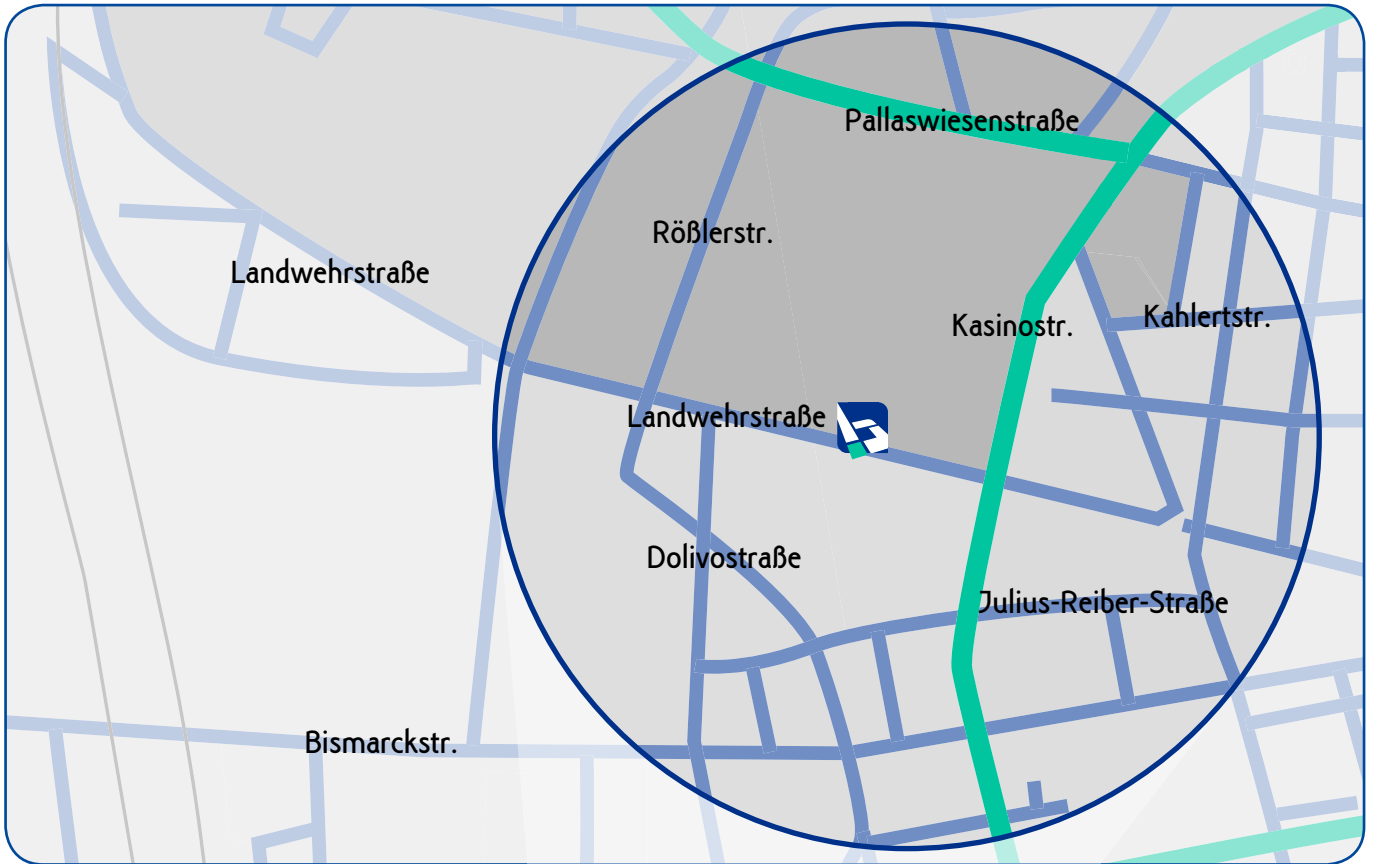 Pallaswiesenstraße
Rößlerstr.
Landwehrstraße
Kasinostr.
Kahlertstr.
Landwehrstraße
Dolivostraße
Julius-Reiber-Straße
Bismarckstr.